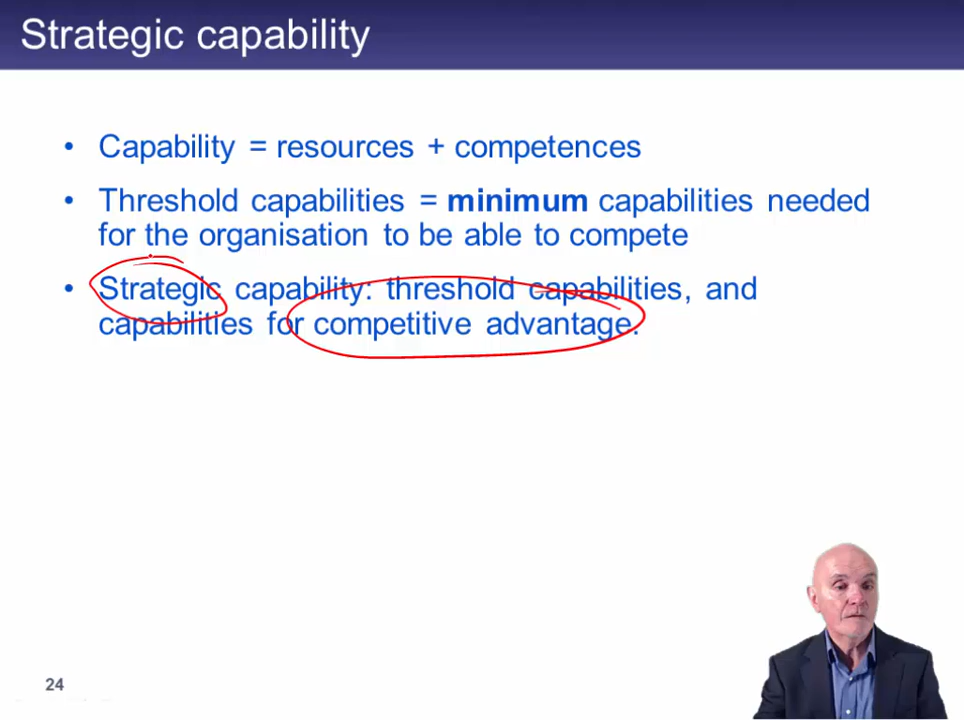 Strategic capability
• Capability = resources + competences
• Threshold capabilities = minimum capabilities needed
for the organisation to be able to compete
• Strategic capability: threshold capabilities, and
capabilities for competitive advantage.
24